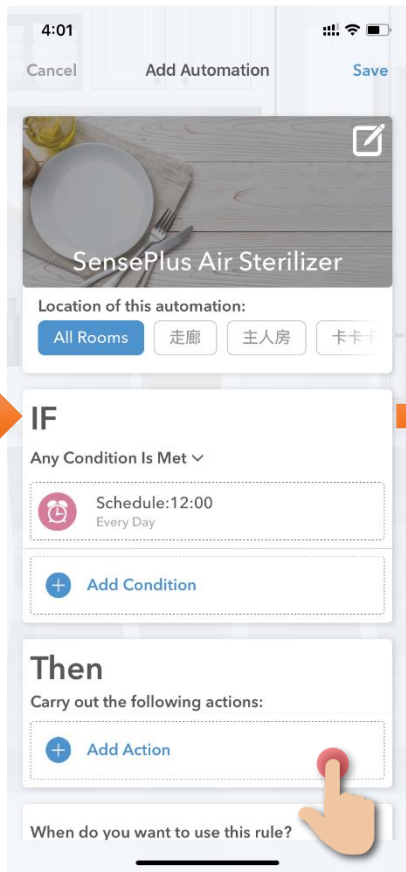 4:01
Cancel Add Automation Save
SensePlus Air Sterilizer
Location of this automation:
All Rooms 走廊 主人房 卡卡
IF
Any Condition Is Met
Schedule:12:00
Every Day
Add Condition
Then
Carry out the following actions:
Add Action
When do you want to use this rule?